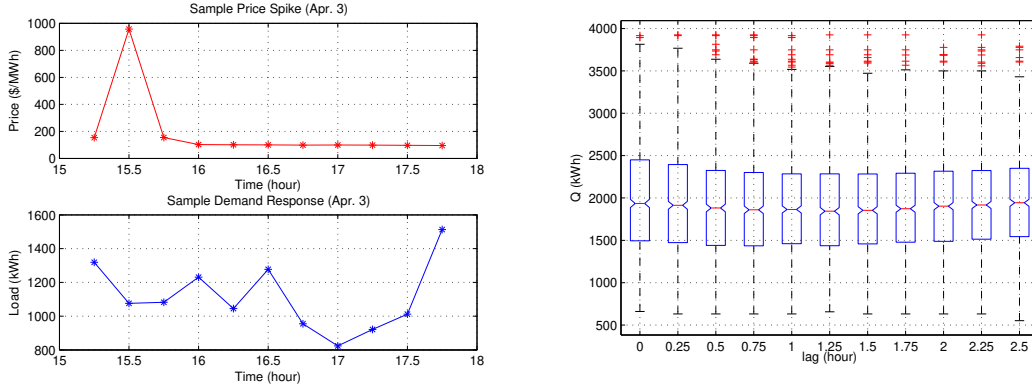 Sample Price Spike (Apr. 3)
1000
800
600
400
200
0
Price ($/MWh)
15 15.5 16 16.5 17 17.5 18
Time (hour)
Sample Demand Response (Apr. 3)
1600
1400
1200
1000
800
Load (kWh)
15 15.5 16 16.5 17 17.5 18
Time (hour)
4000
3500
3000
2500
2000
1500
1000
500
Q (kWh)
0 0.25 0.5 0.75 1 1.25 1.5 1.75 2 2.25 2.5
lag (hour)